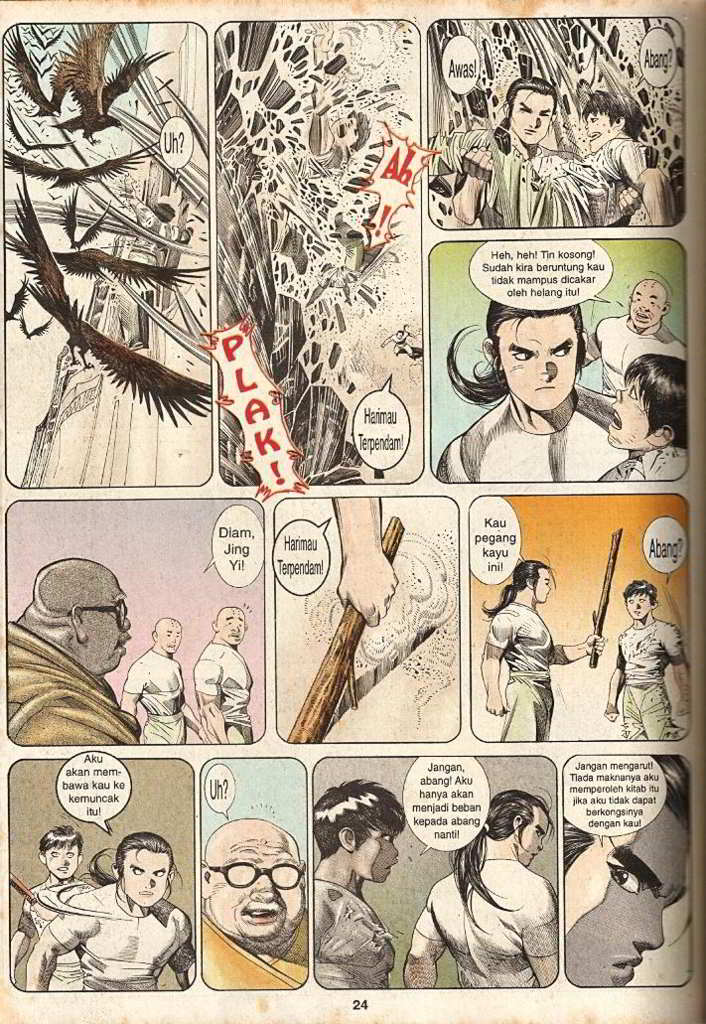 Uh?
PLAK!
Ah
!
Harimau
Terpendam!
Awas!
Abang?
Heh, heh! Tin kosong!
Sudah kira beruntung kau
tidak mampus dicakar
oleh helang itu!
Diam,
Jing
Yi!
Harimau
Terpendam!
Kau
pegang
kayu
ini!
Abang?
Aku
akan mem-
bawa kau ke
kemuncak
itu!
Uh?
Jangan,
abang! Aku
hanya akan
menjadi beban
kepada abang
nanti!
Jangan mengarut!
Tiada maknanya aku
memperoleh kitab itu
jika aku tidak dapat
berkongsinya
dengan kau!
24